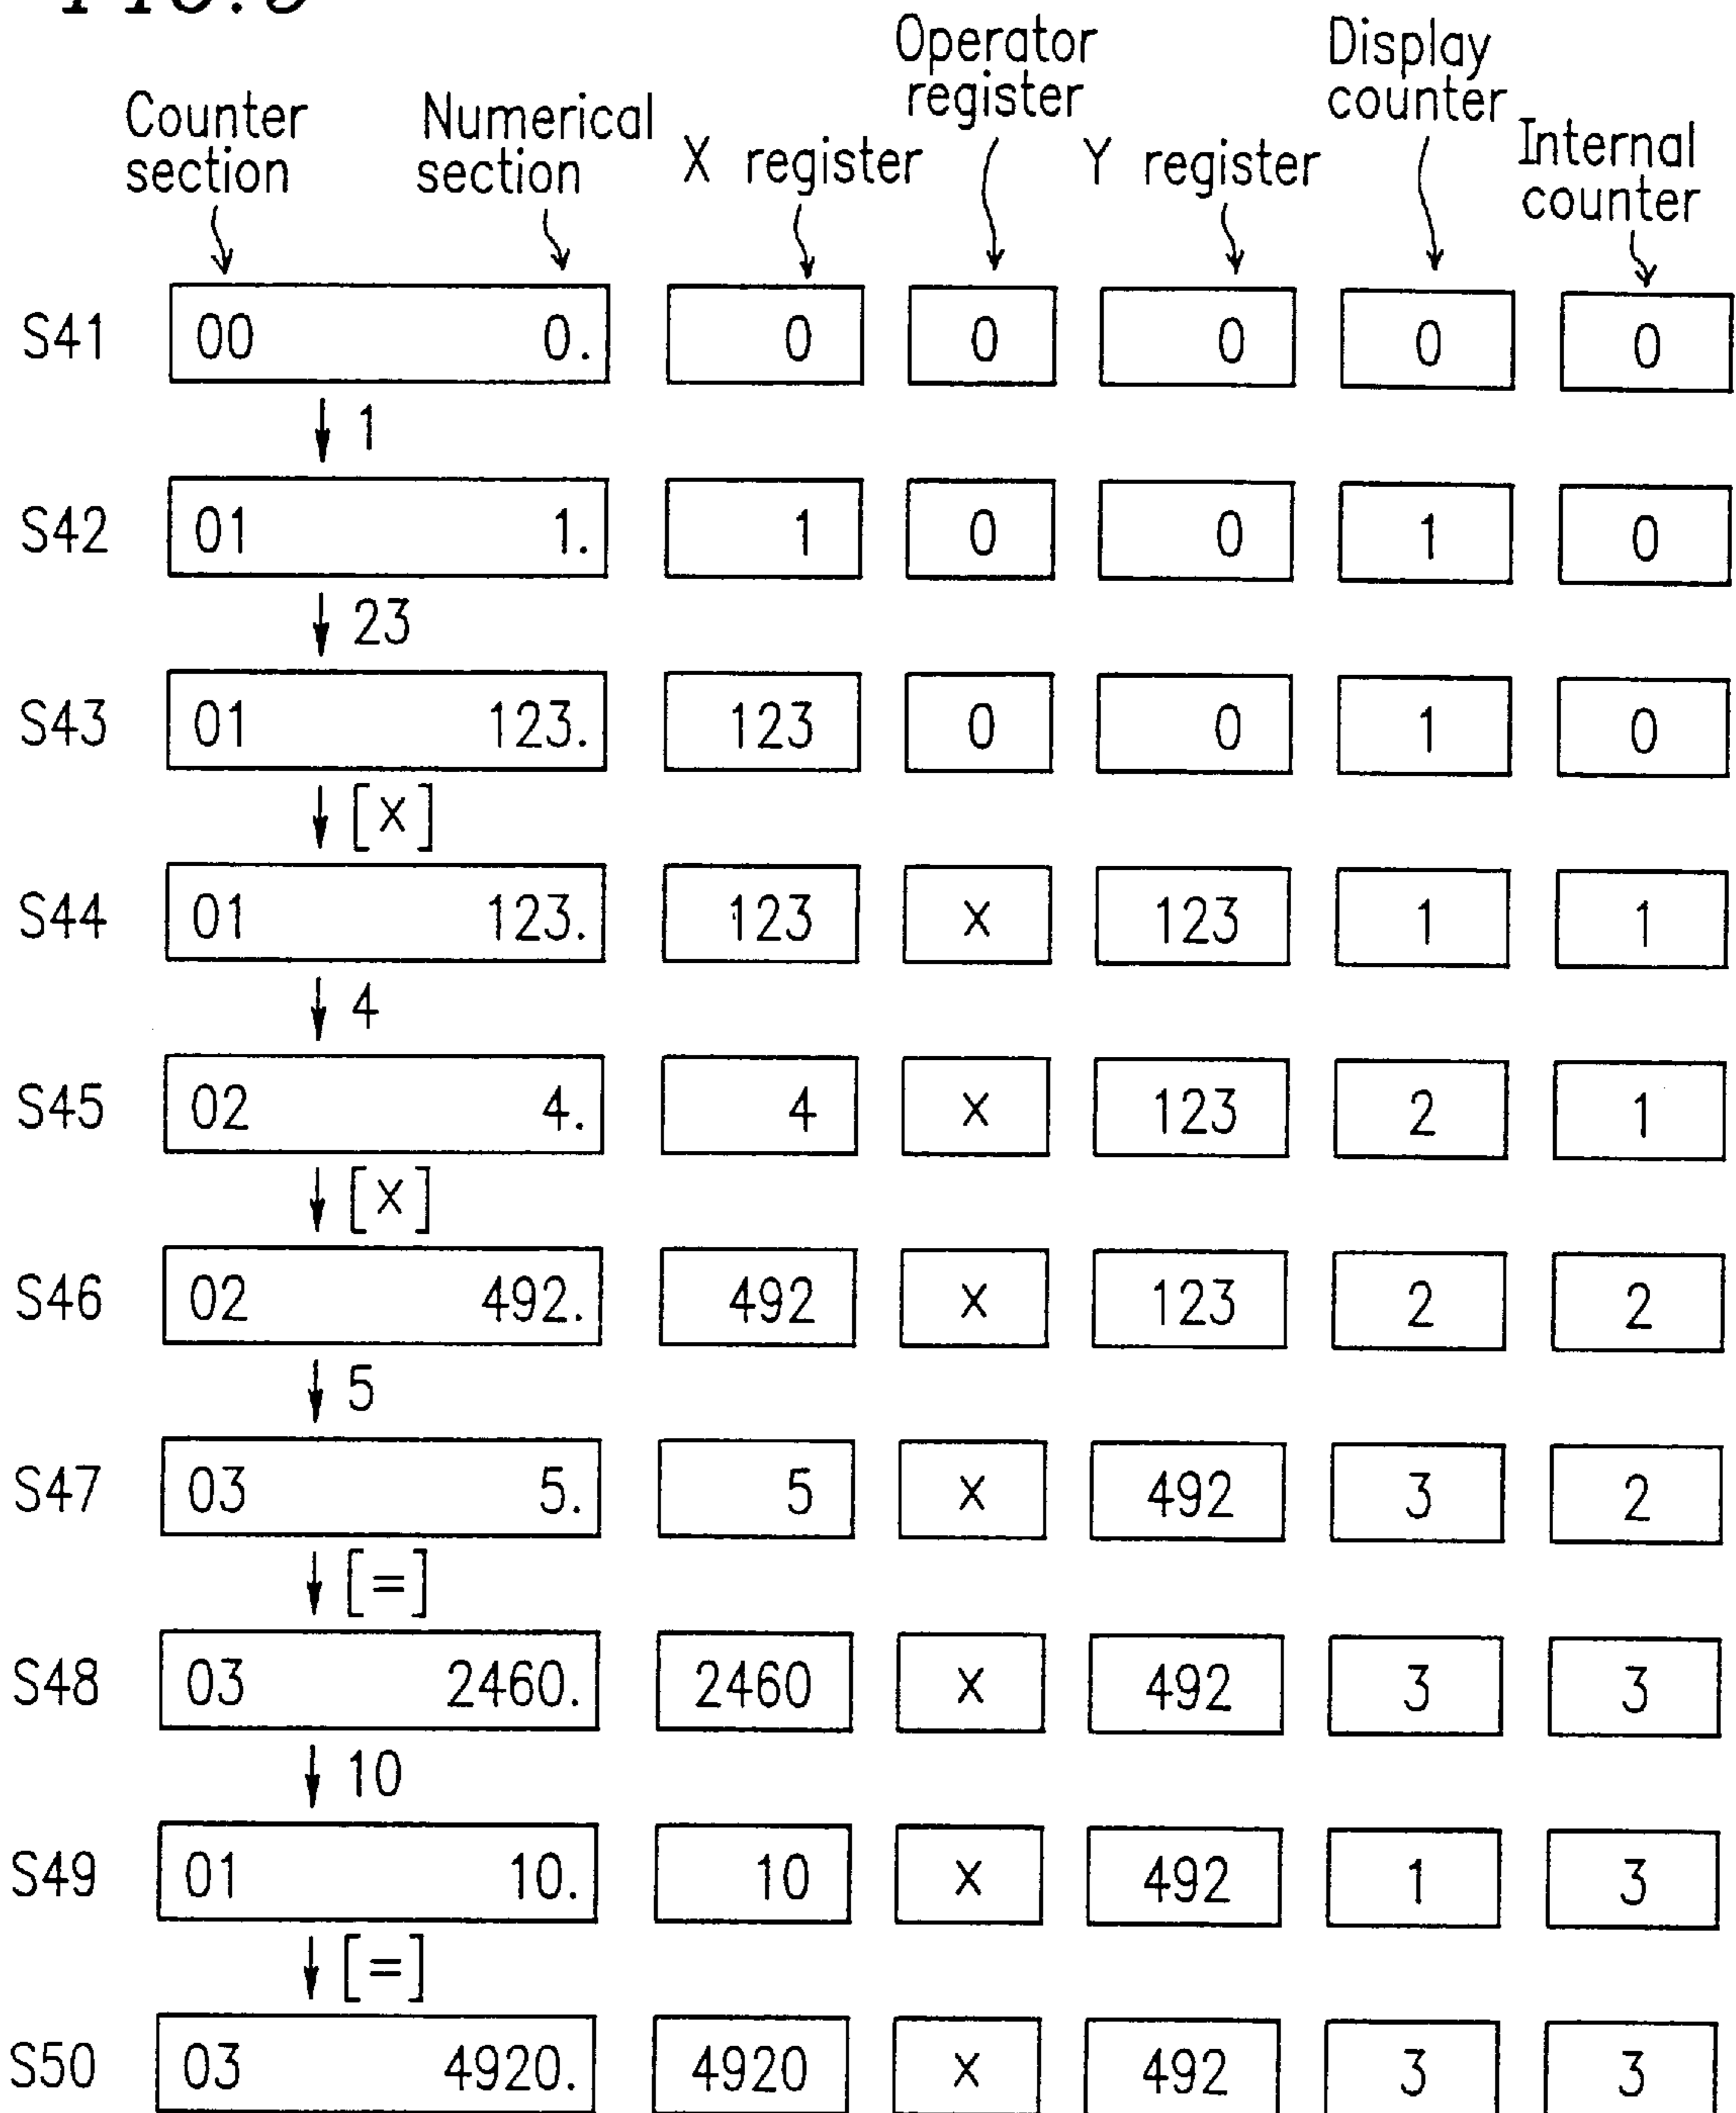 Operator
register
Display
counter
Counter
section
Numerical
section
X register
Y register
Internal
counter
S41 00 0. 0 0 0 0 0
1
S42 01 1. 1 0 0 1 0
23
S43 01 123. 123 0 0 1 0
[X]
S44 01 123. 123 X 123 1 1
4
S45 02 4. 4 X 123 2 1
[X]
S46 02 492. 492 X 123 2 2
5
S47 03 5. 5 X 492 3 2
[=]
S48 03 2460. 2460 X 492 3 3
10
S49 01 10. 10 X 492 1 3
[=]
S50 03 4920. 4920 X 492 3 3